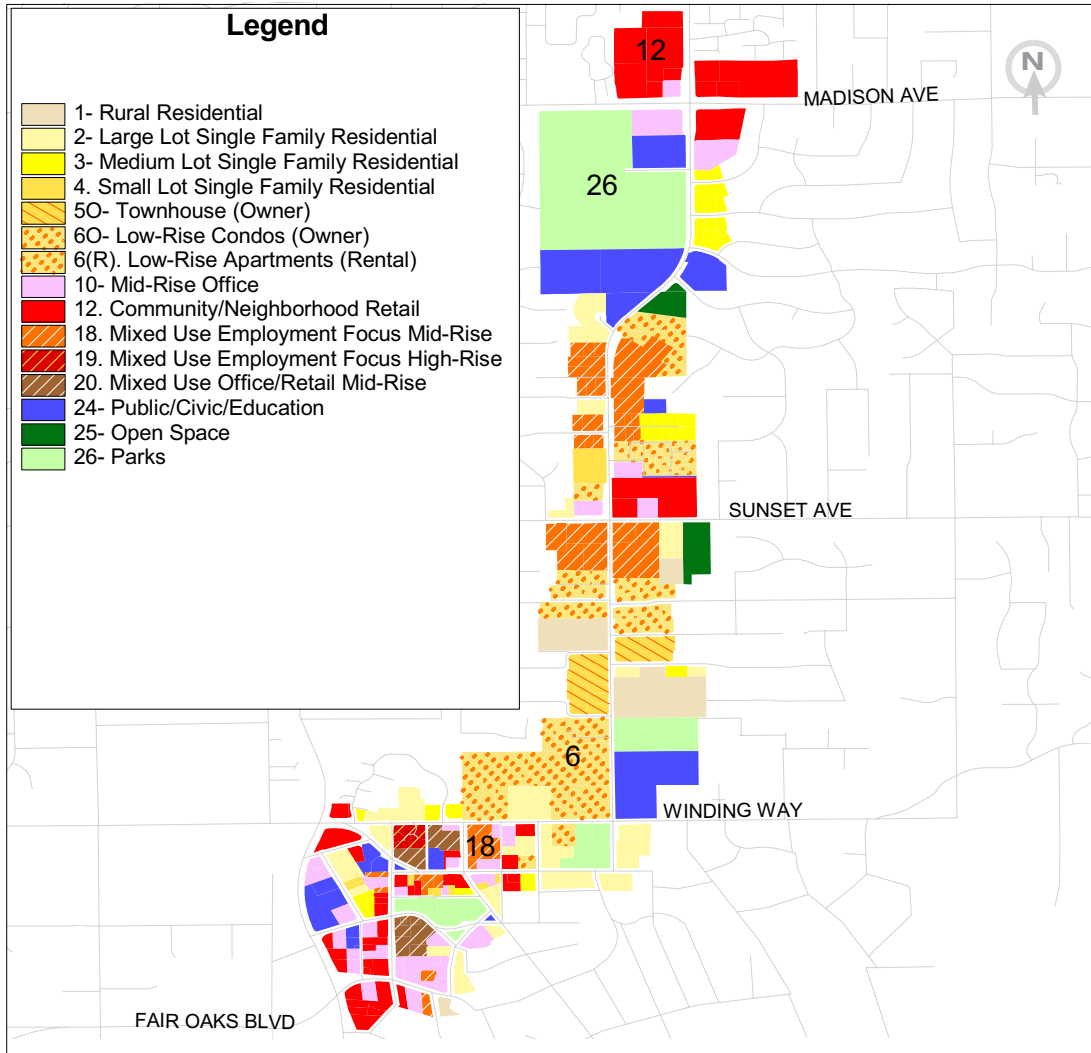 Legend
1- Rural Residential
2- Large Lot Single Family Residential
3- Medium Lot Single Family Residential
4. Small Lot Single Family Residential
5O- Townhouse (Owner)
6O- Low-Rise Condos (Owner)
6(R). Low-Rise Apartments (Rental)
10- Mid-Rise Office
12. Community/Neighborhood Retail
18. Mixed Use Employment Focus Mid-Rise
19. Mixed Use Employment Focus High-Rise
20. Mixed Use Office/Retail Mid-Rise
24- Public/Civic/Education
25- Open Space
26- Parks
12
N
MADISON AVE
26
SUNSET AVE
6
WINDING WAY
18
FAIR OAKS BLVD